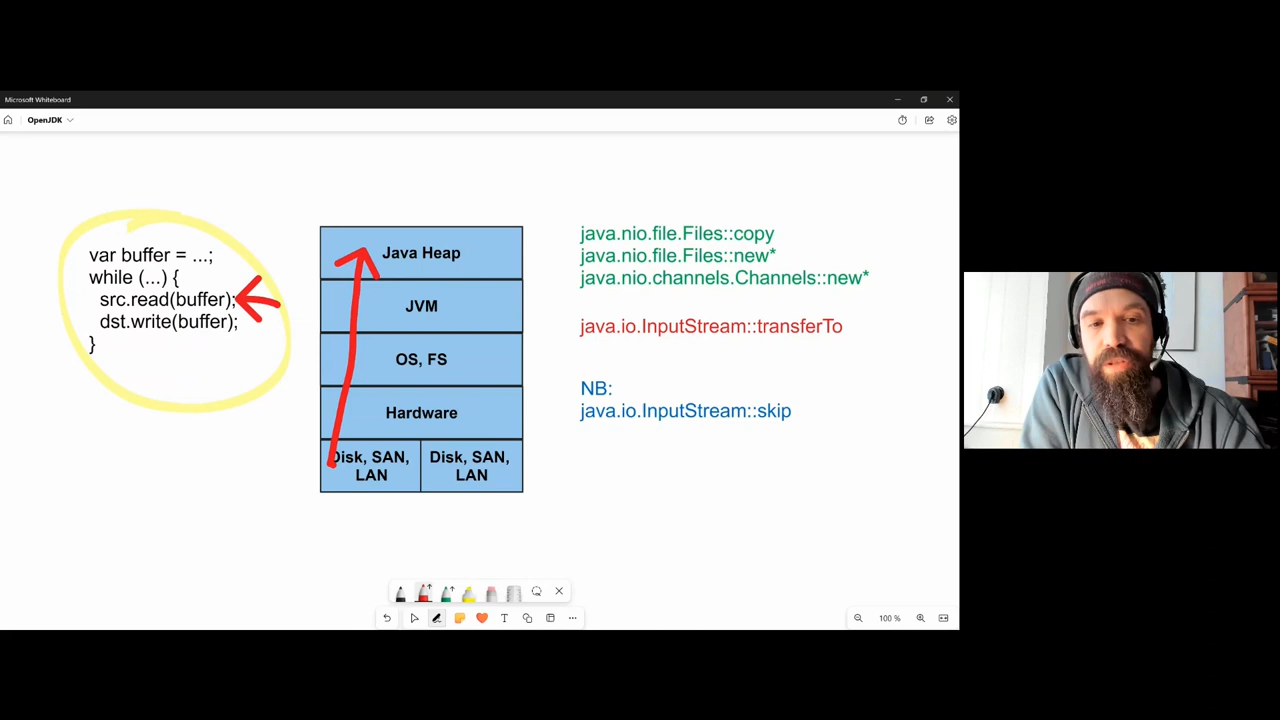 Microsoft Whiteboard
OpenJDK
var buffer = ...;
while (...) {
src.read(buffer);
dst.write(buffer);
}
Java Heap
JVM
OS, FS
Hardware
Disk, SAN,
LAN
Disk, SAN,
LAN
java.nio.file.Files::copy
java.nio.file.Files::new*
java.nio.channels.Channels::new*
java.io.InputStream::transferTo
NB:
java.io.InputStream::skip
100 %